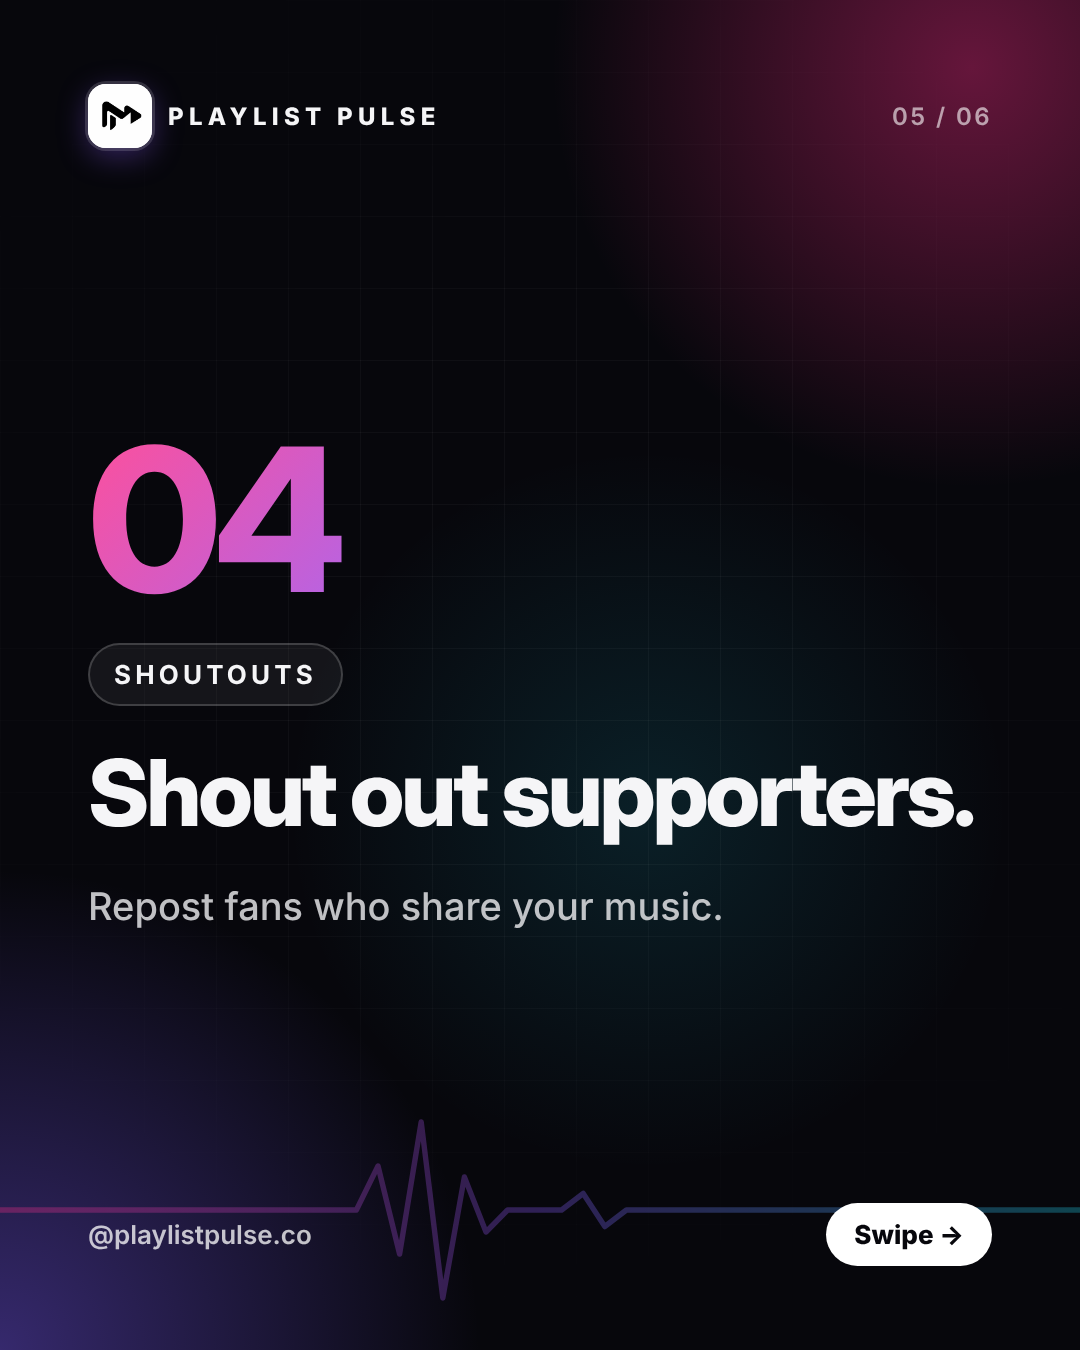 PLAYLIST PULSE
05 / 06
04
SHOUTOUTS
Shout out supporters.
Repost fans who share your music.
@playlistpulse.co
Swipe →